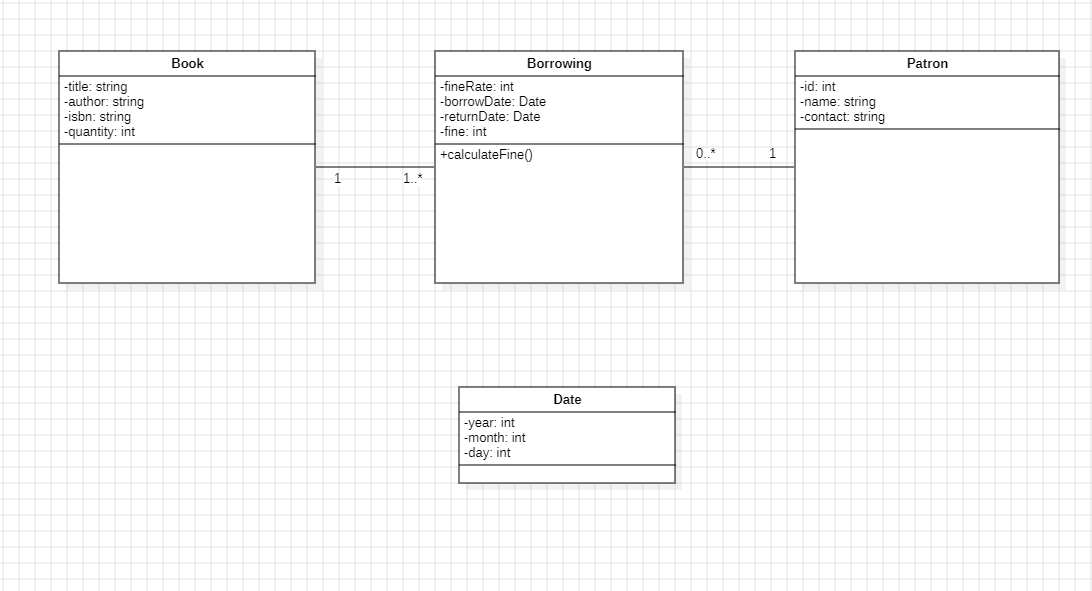 Book
-title: string
-author: string
-isbn: string
-quantity: int
1
1..*
Borrowing
-fineRate: int
-borrowDate: Date
-returnDate: Date
-fine: int
+calculateFine()
0..*
1
Patron
-id: int
-name: string
-contact: string
Date
-year: int
-month: int
-day: int